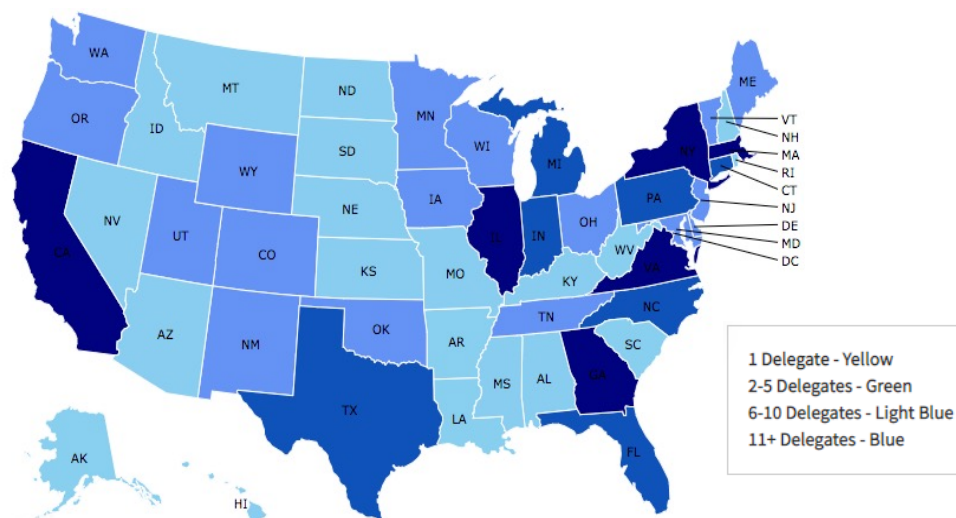 WA
ME
MT
ND
VT
OR
MN
NH
ID
SD
WI
NY
MA
WY
MI
RI
CT
IA
PA
NJ
NE
NV
OH
DE
IL
IN
MD
UT
WV
DC
CA
CO
VA
KS
MO
KY
NC
TN
OK
AZ
NM
AR
SC
1 Delegate - Yellow
MS
AL
GA
2-5 Delegates - Green
TX
6-10 Delegates - Light Blue
LA
11+ Delegates - Blue
FL
AK
HI